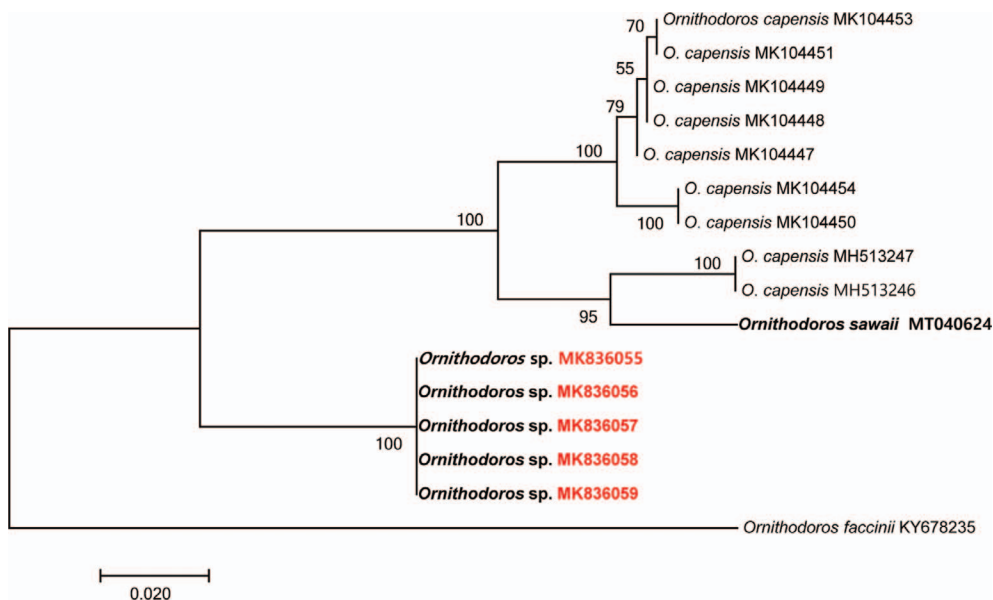 Ornithodoros capensis MK104453
70
O. capensis MK104451
55
O. capensis MK104449
79
O. capensis MK104448
100
O. capensis MK104447
O. capensis MK104454
100
100
O. capensis MK104450
O. capensis MH513247
100
O. capensis MH513246
95
Ornithodoros sawaii MT040624
Ornithodoros sp. MK836055
Ornithodoros sp. MK836056
Ornithodoros sp. MK836057
100
Ornithodoros sp. MK836058
Ornithodoros sp. MK836059
Ornithodoros faccinii KY678235
0.020